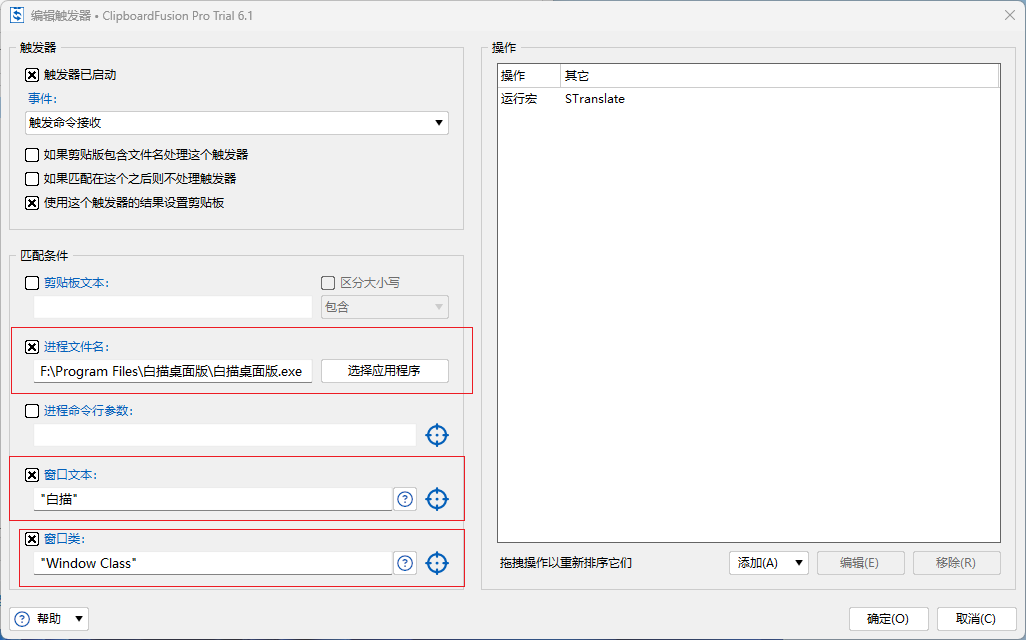 编辑触发器 • ClipboardFusion Pro Trial 6.1
触发器
触发器已启动
事件:
触发命令接收
如果剪贴版包含文件名处理这个触发器
如果匹配在这个之后则不处理触发器
使用这个触发器的结果设置剪贴板
匹配条件
剪贴板文本:
区分大小写
包含
进程文件名:
F:\Program Files\白描桌面版\白描桌面版.exe
选择应用程序
进程命令行参数:
窗口文本:
"白描"
窗口类:
"Window Class"
帮助
操作
操作 其它
运行宏 STranslate
拖拽操作以重新排序它们
添加(A)
编辑(E)
移除(R)
确定(O)
取消(C)